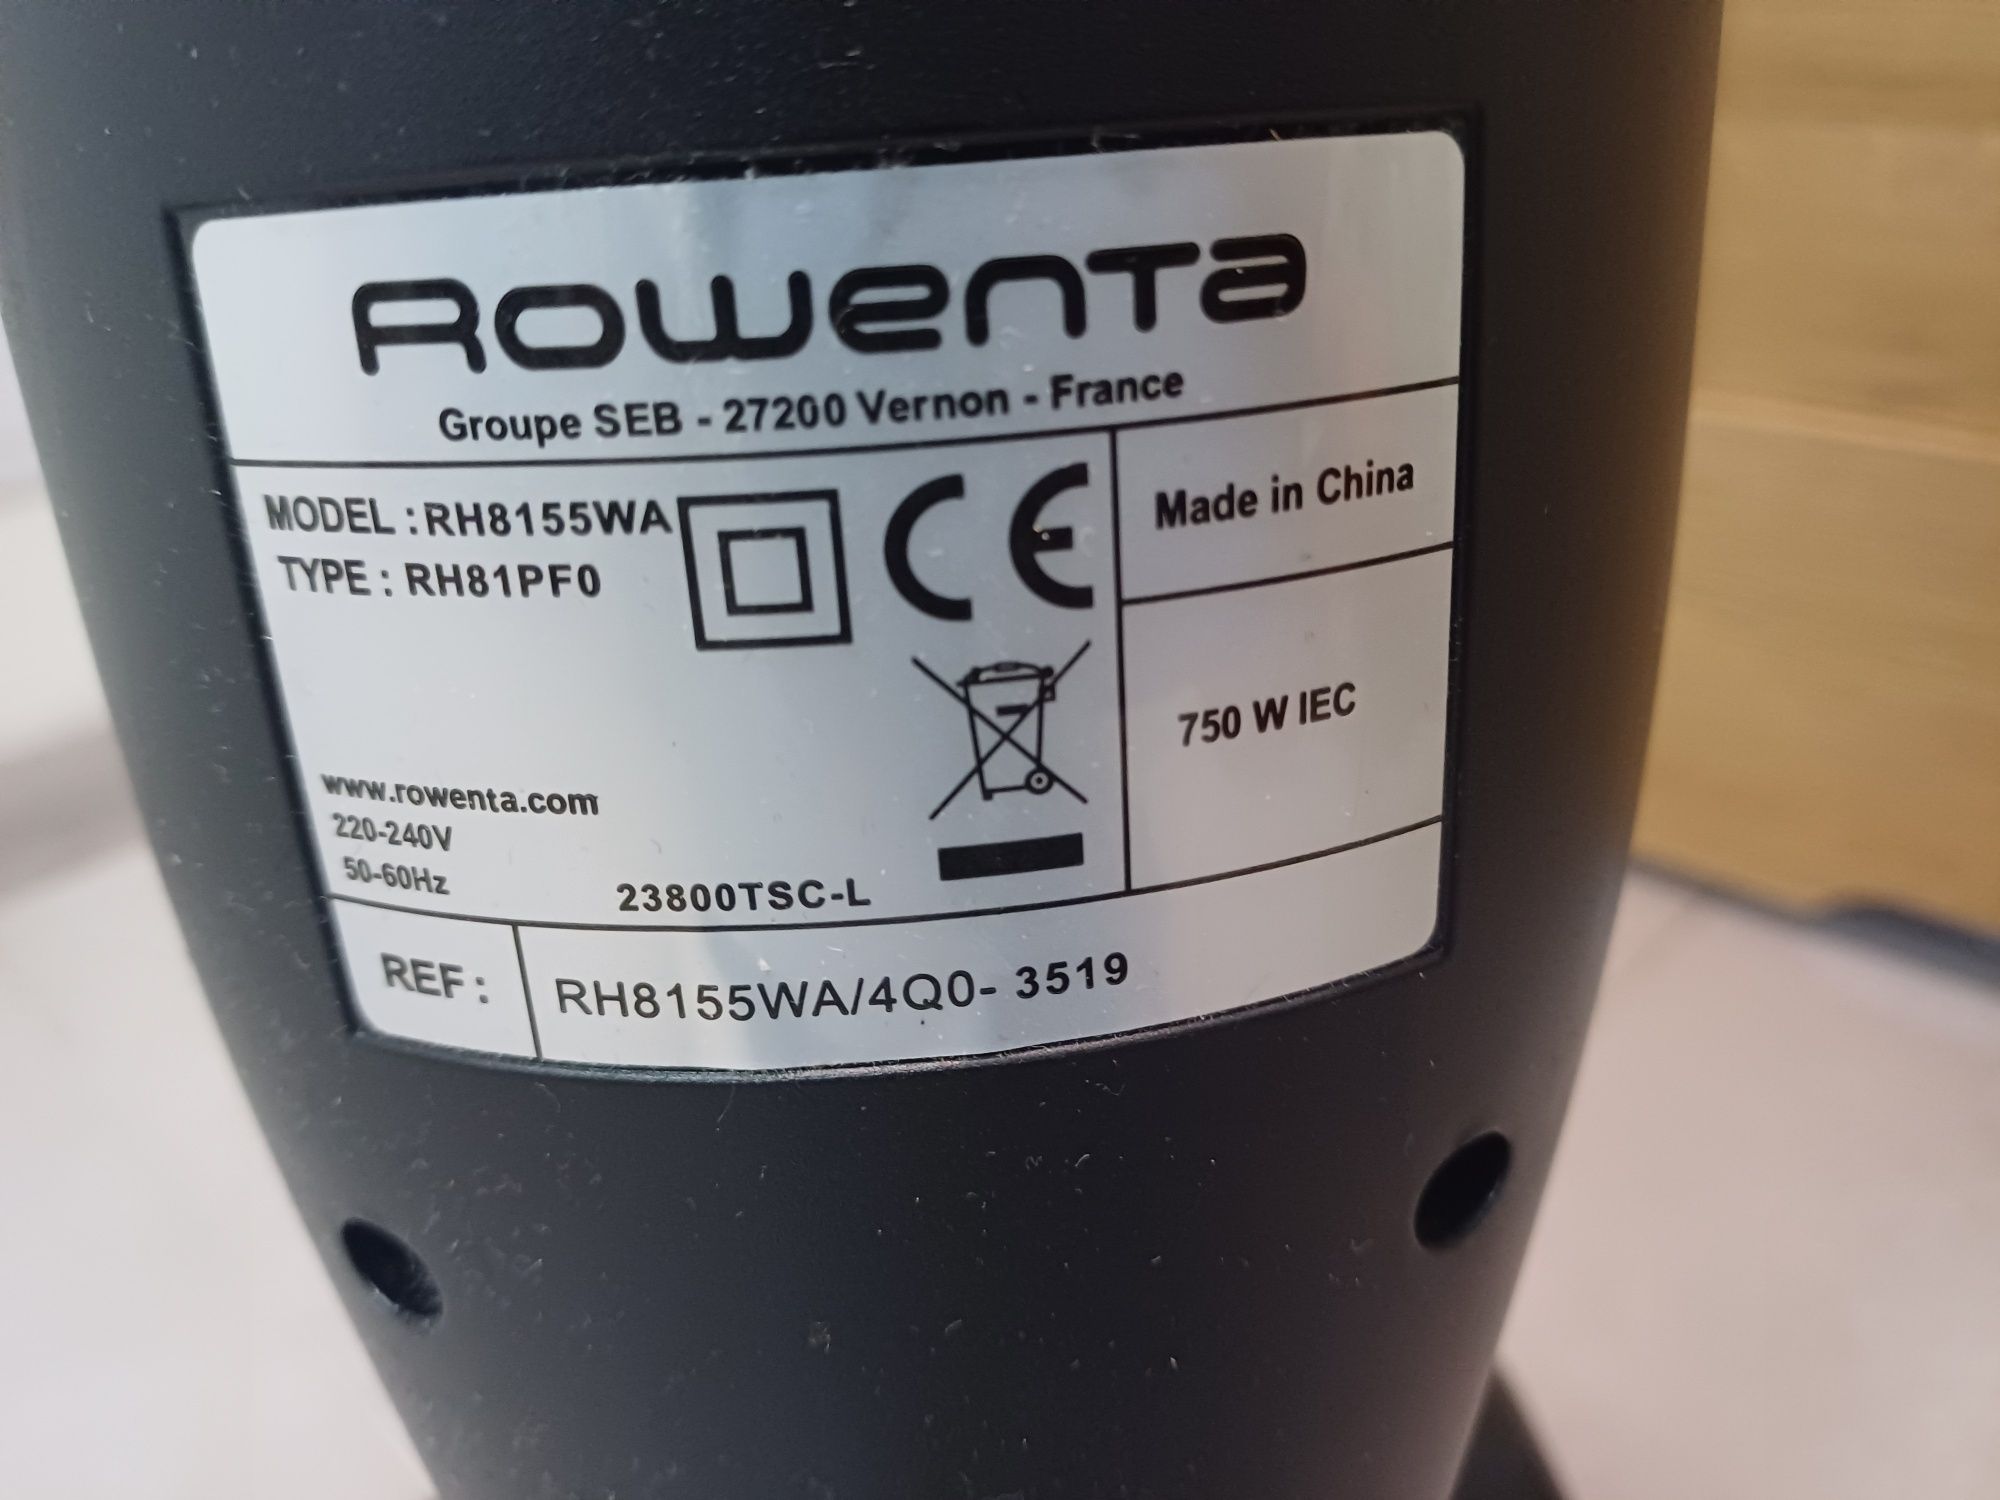 Rowenta
Groupe SEB - 27200 Vernon - France
MODEL : RH8155WA
TYPE : RH81PF0
CE
Made in China
750 W IEC
www.rowenta.com
220-240V
50-60Hz
23800TSC-L
REF : RH8155WA/4Q0- 3519